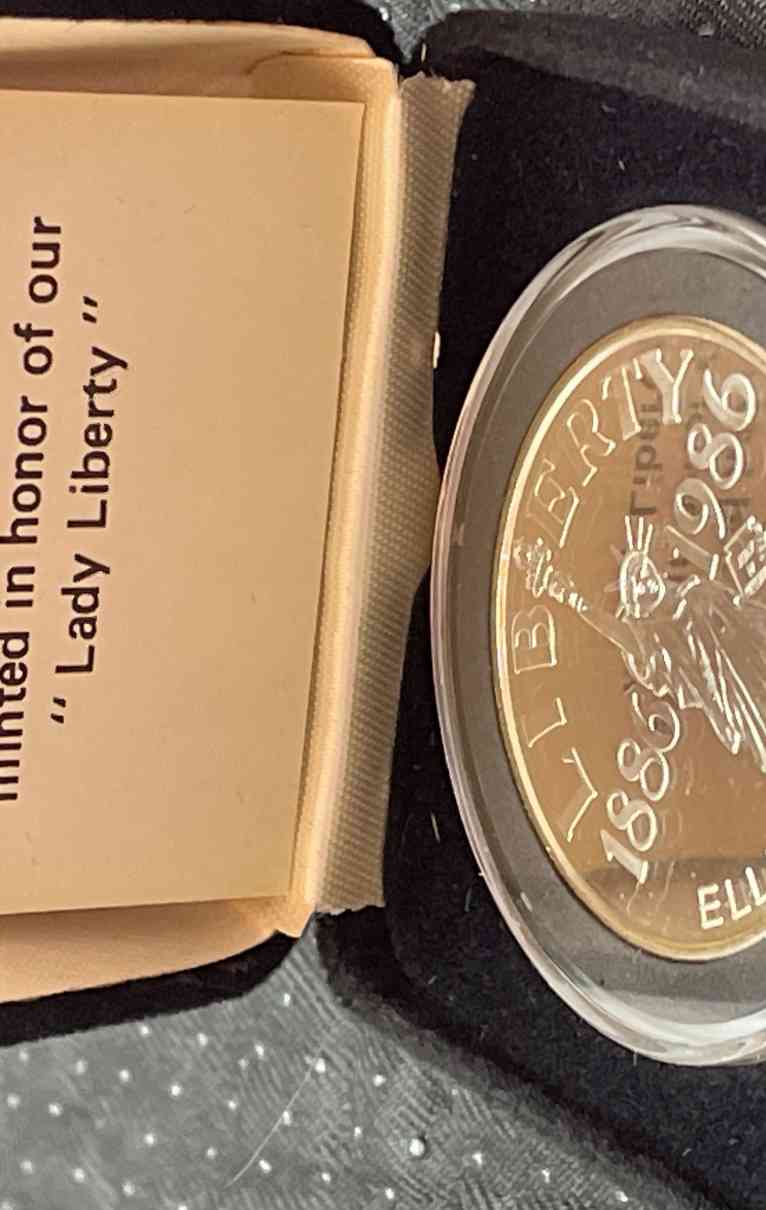 minted in honor of our
" Lady Liberty "
LIBERTY
1886 1986
ELL